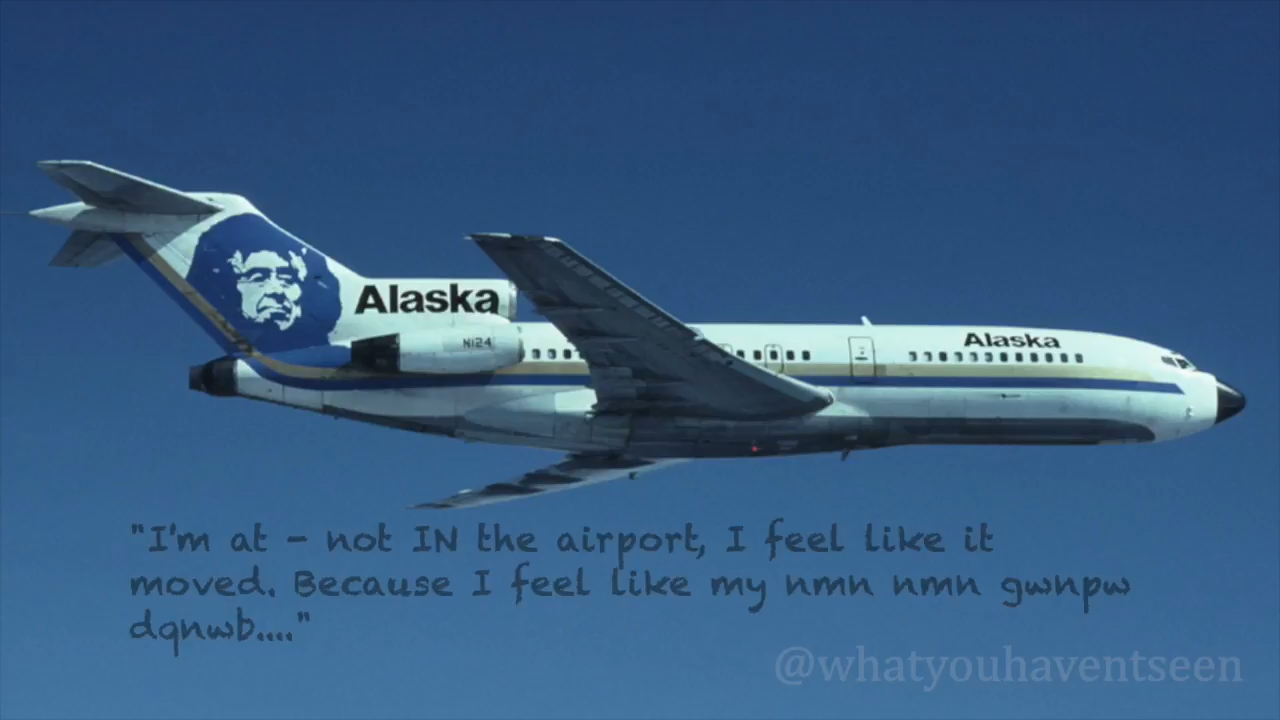 Alaska
Alaska
N124
"I'm at - not IN the airport, I feel like it
moved. Because I feel like my nmn nmn gwnpw
dqnwb...."
@whatyouhaventseen